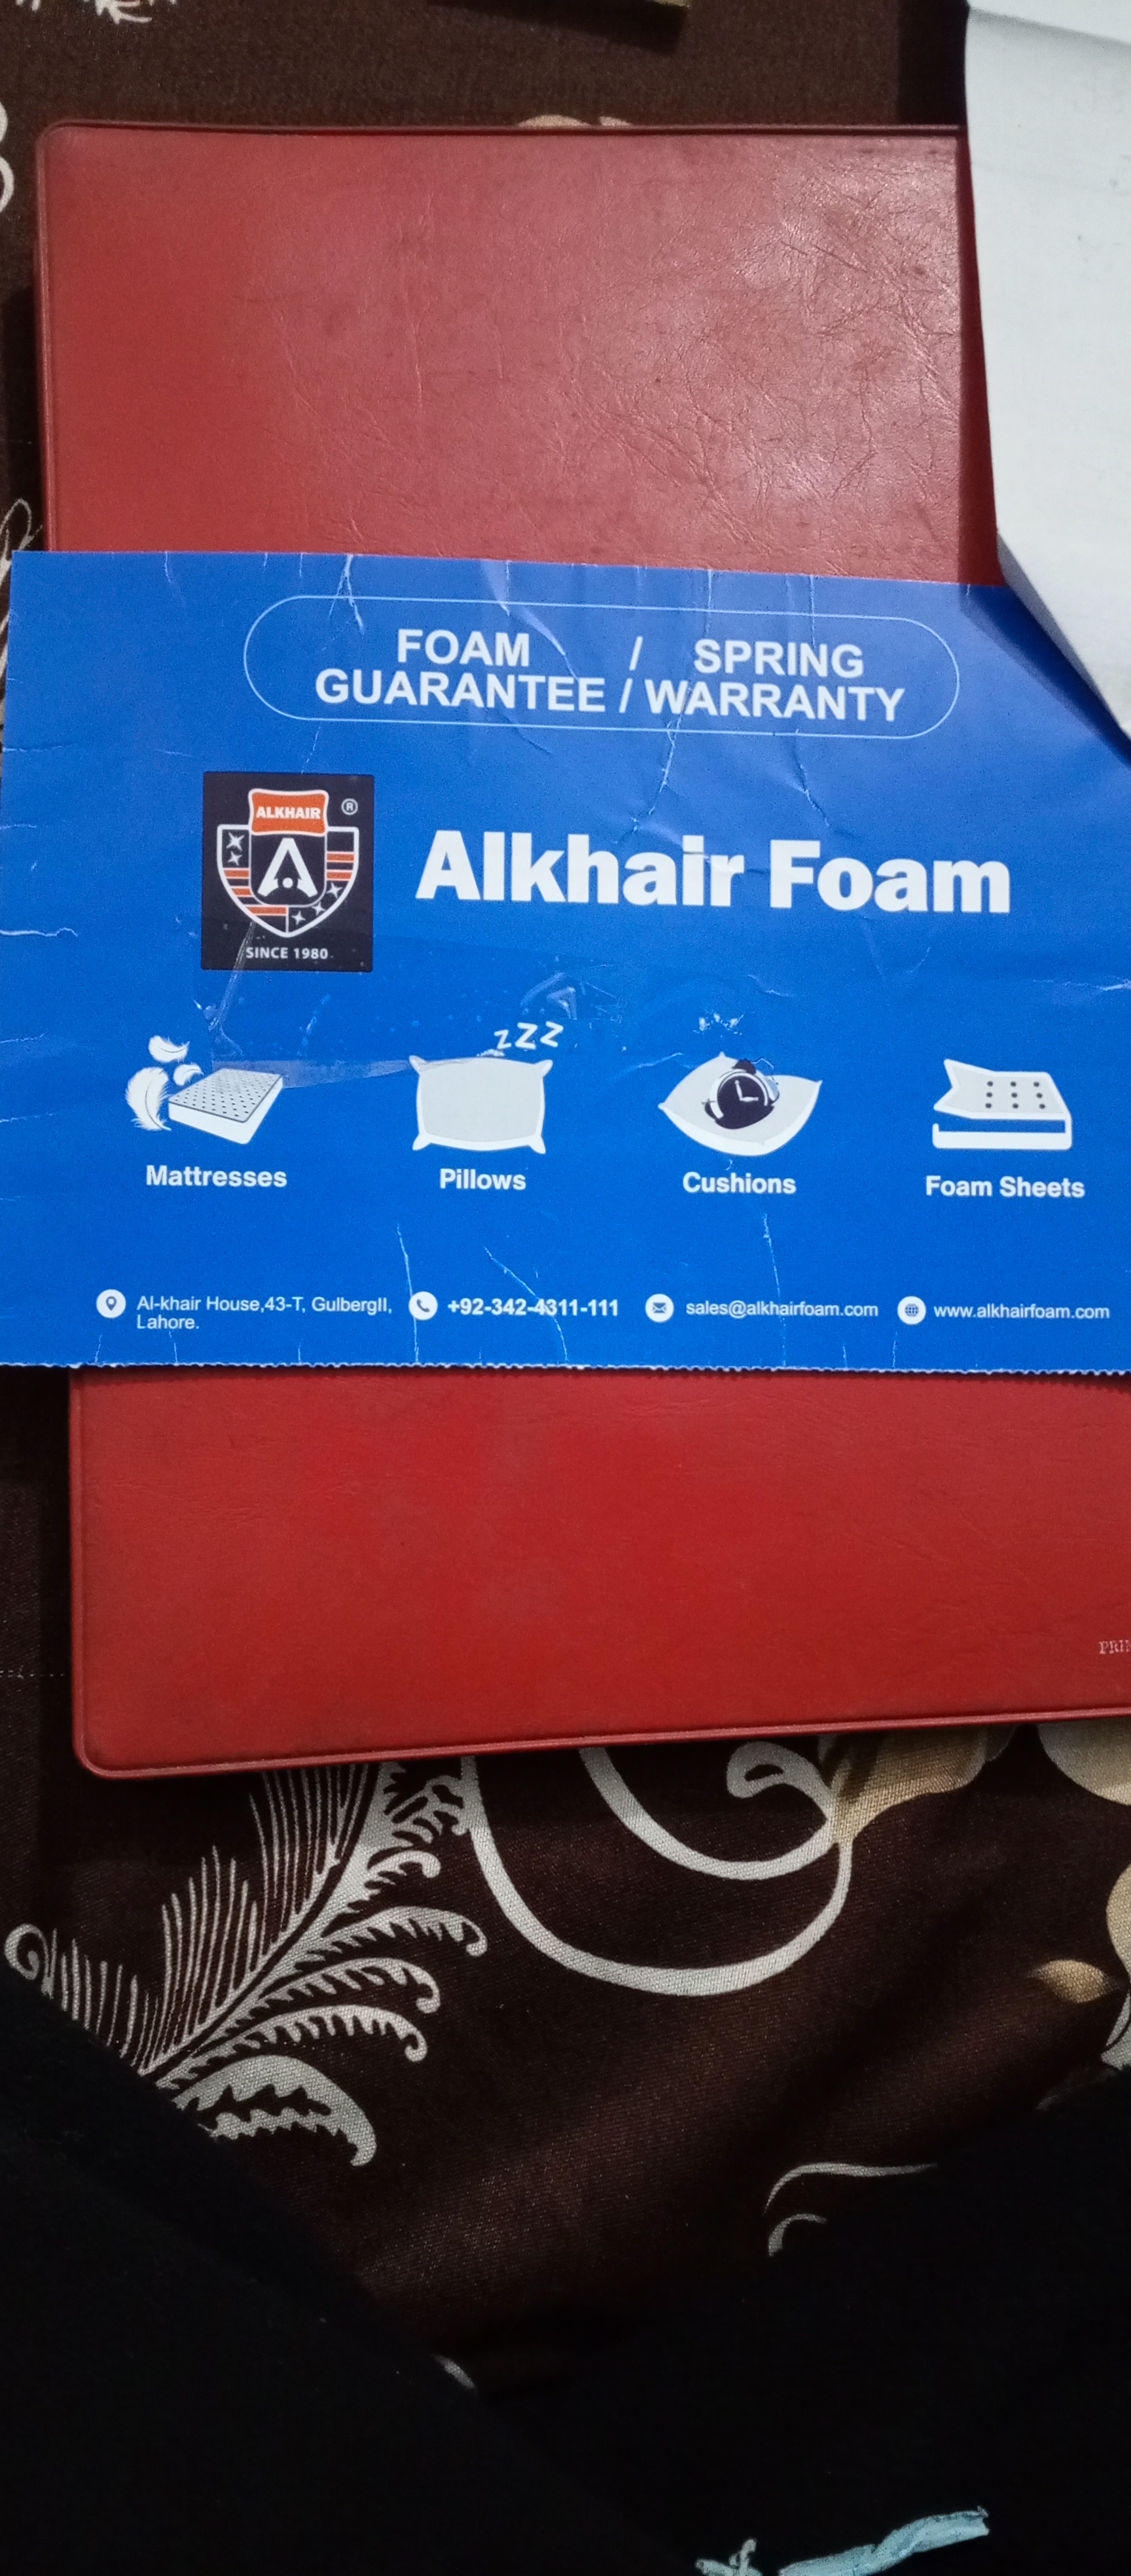 FOAM / SPRING
GUARANTEE / WARRANTY
ALKHAIR ®
SINCE 1980
Alkhair Foam
zzz
Mattresses
Pillows
Cushions
Foam Sheets
Al-khair House,43-T, GulbergII,
Lahore.
+92-342-4311-111
sales@alkhairfoam.com
www.alkhairfoam.com